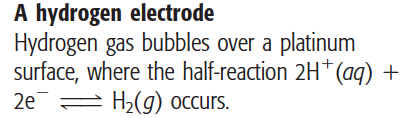 A hydrogen electrode
Hydrogen gas bubbles over a platinum
surface, where the half-reaction 2H⁺(aq) +
2e⁻ ⇌ H₂(g) occurs.